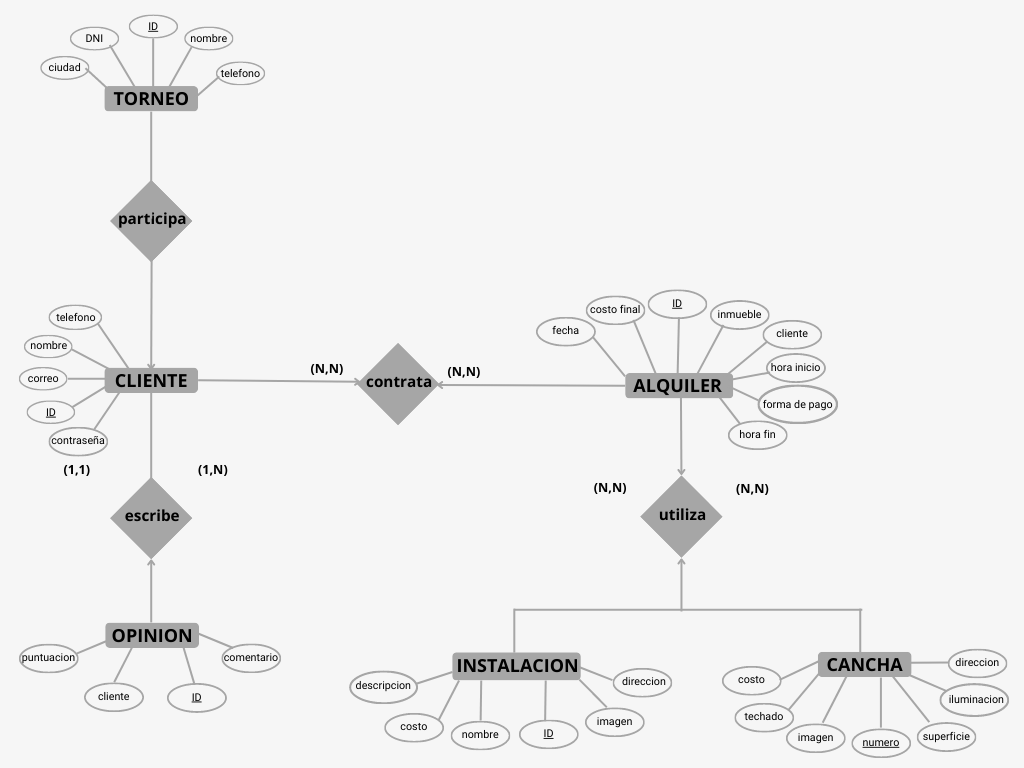 ID
DNI
nombre
ciudad
telefono
TORNEO
participa
telefono
nombre
correo
ID
contraseña
CLIENTE
(N,N)
contrata
(N,N)
fecha
costo final
ID
inmueble
cliente
hora inicio
forma de pago
hora fin
ALQUILER
(1,1)
(1,N)
escribe
(N,N)
(N,N)
utiliza
OPINION
puntuacion
cliente
ID
comentario
INSTALACION
descripcion
costo
nombre
ID
imagen
direccion
CANCHA
costo
techado
imagen
numero
superficie
iluminacion
direccion